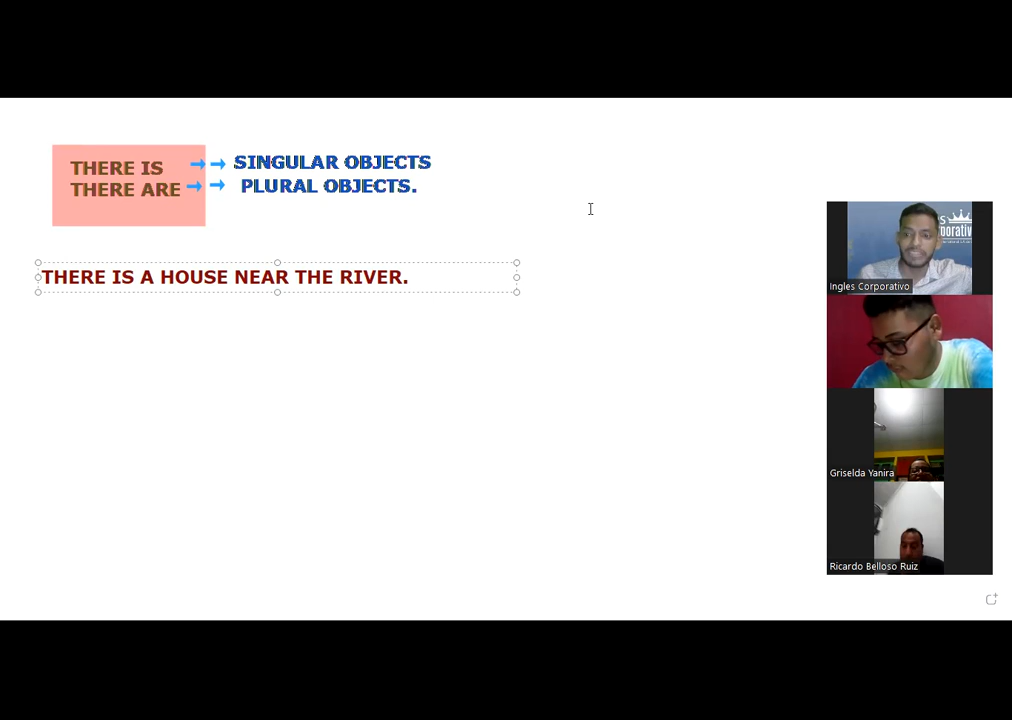 THERE IS →→ SINGULAR OBJECTS
THERE ARE →→ PLURAL OBJECTS.
THERE IS A HOUSE NEAR THE RIVER.
Ingles Corporativo
Griselda Yanira
Ricardo Belloso Ruiz